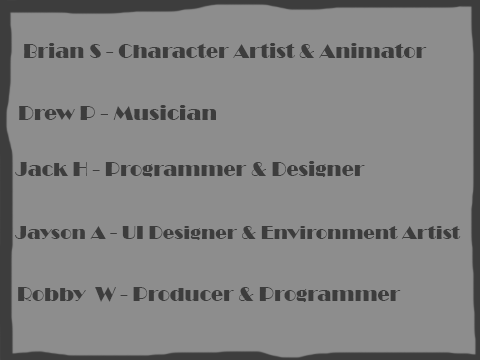 Brian S - Character Artist & Animator
Drew P - Musician
Jack H - Programmer & Designer
Jayson A - UI Designer & Environment Artist
Robby W - Producer & Programmer